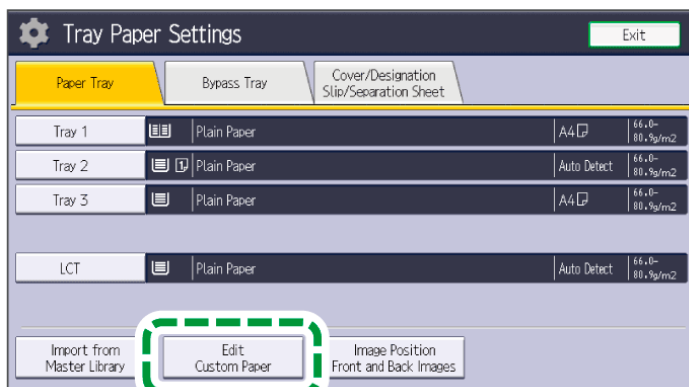 Tray Paper Settings
Exit
Paper Tray
Bypass Tray
Cover/Designation
Slip/Separation Sheet
Tray 1
Plain Paper
A4
66.0-
80.9g/m2
Tray 2
Plain Paper
Auto Detect
66.0-
80.9g/m2
Tray 3
Plain Paper
A4
66.0-
80.9g/m2
LCT
Plain Paper
Auto Detect
66.0-
80.9g/m2
Import from
Master Library
Edit
Custom Paper
Image Position
Front and Back Images